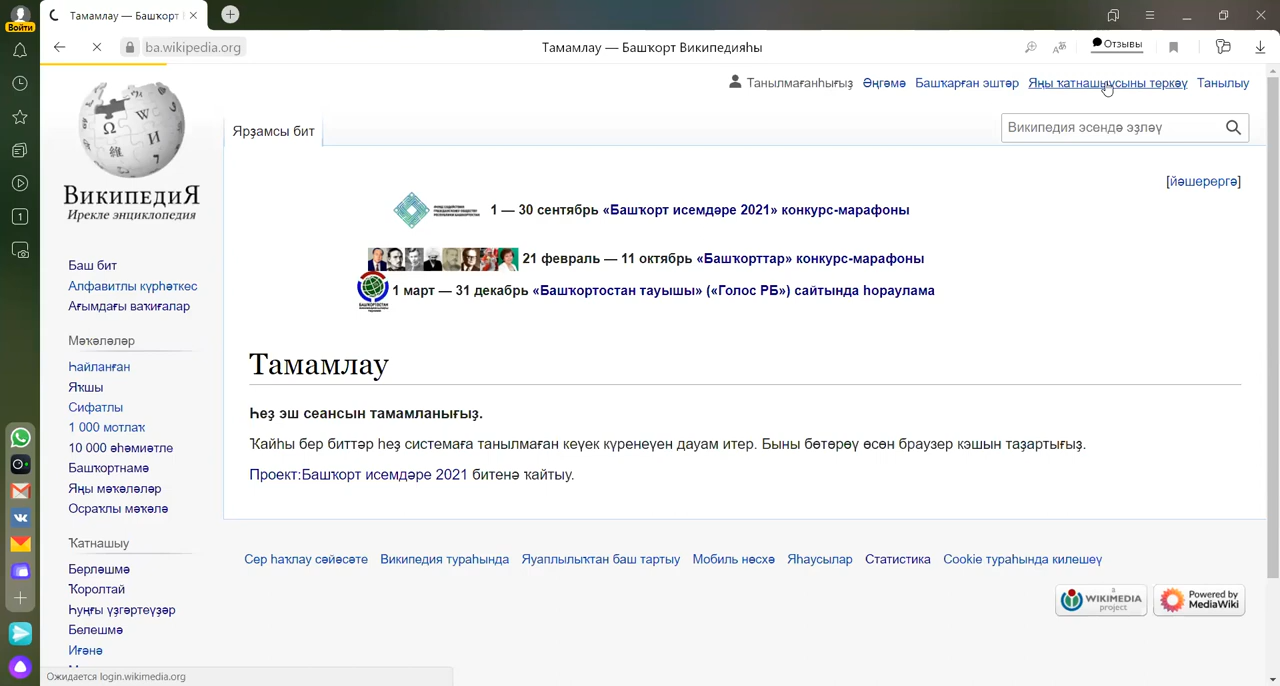 Тамамлау — Башҡорт
Войти
ba.wikipedia.org
Тамамлау — Башҡорт Википедияһы
Отзывы
Танылмағанһығыҙ Әңгәмә Башҡарған эштәр Яңы ҡатнашыусыны теркәү Танылыу
Ярҙамсы бит
Википедия эсендә эҙләү
ВикипедиЯ
Ирекле энциклопедия
[йәшерергә]
1 — 30 сентябрь «Башҡорт исемдәре 2021» конкурс-марафоны
21 февраль — 11 октябрь «Башҡорттар» конкурс-марафоны
1 март — 31 декабрь «Башҡортостан тауышы» («Голос РБ») сайтында һораулама
Баш бит
Алфавитлы күрһәткес
Ағымдағы ваҡиғалар
Мәҡәләләр
Һайланған
Яҡшы
Сифатлы
1 000 мотлаҡ
10 000 әһәмиәтле
Башҡортнамә
Яңы мәҡәләләр
Осраҡлы мәҡәлә
Ҡатнашыу
Берләшмә
Ҡоролтай
Һуңғы үҙгәртеүҙәр
Белешмә
Иғәнә
Тамамлау
Һеҙ эш сеансын тамамланығыҙ.
Ҡайһы бер биттәр һеҙ системаға танылмаған кеүек күренеүен дауам итер. Быны бөтөрөү өсөн браузер кэшын таҙартығыҙ.
Проект:Башҡорт исемдәре 2021 битенә ҡайтыу.
Сер һаҡлау сәйәсәте Википедия тураһында Яуаплылыҡтан баш тартыу Мобиль нөсхә Яһаусылар Статистика Cookie тураһында килешеү
a
WIKIMEDIA
project
Powered by
MediaWiki
Ожидается login.wikimedia.org